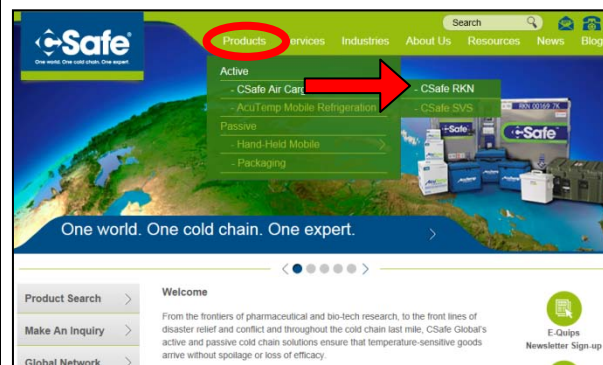 Search
CSafe
One world. One cold chain. One expert.
Products Services Industries About Us Resources News Blog
Active
- CSafe Air
- CSafe RKN
- AcuTemp Mobile Refrigeration
- CSafe SVS
Passive
- Hand-Held Mobile
- Packaging
RKN 00169 7K
CSafe
CSafe
One world. One cold chain. One expert.
Product Search
Make An Inquiry
Global Network
Welcome
From the frontiers of pharmaceutical and bio-tech research, to the front lines of
disaster relief and conflict and throughout the cold chain last mile, CSafe Global's
active and passive cold chain solutions ensure that temperature-sensitive goods
arrive without spoilage or loss of efficacy.
E-Quips
Newsletter Sign-up